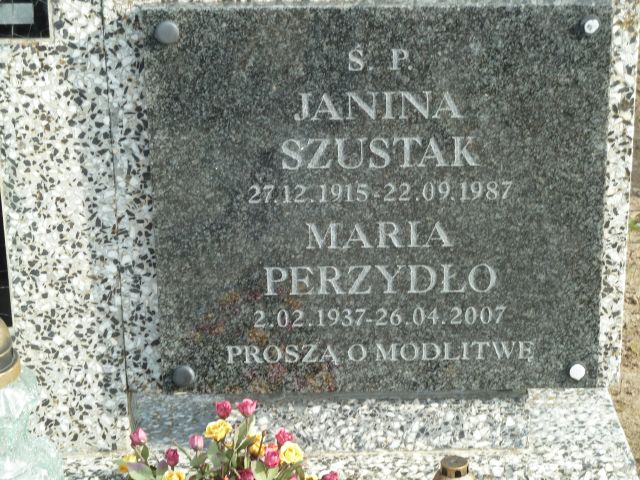 Ś. P.
JANINA
SZUSTAK
27.12.1915-22.09.1987
MARIA
PERZYDŁO
2.02.1937-26.04.2007
PROSZĄ O MODLITWĘ